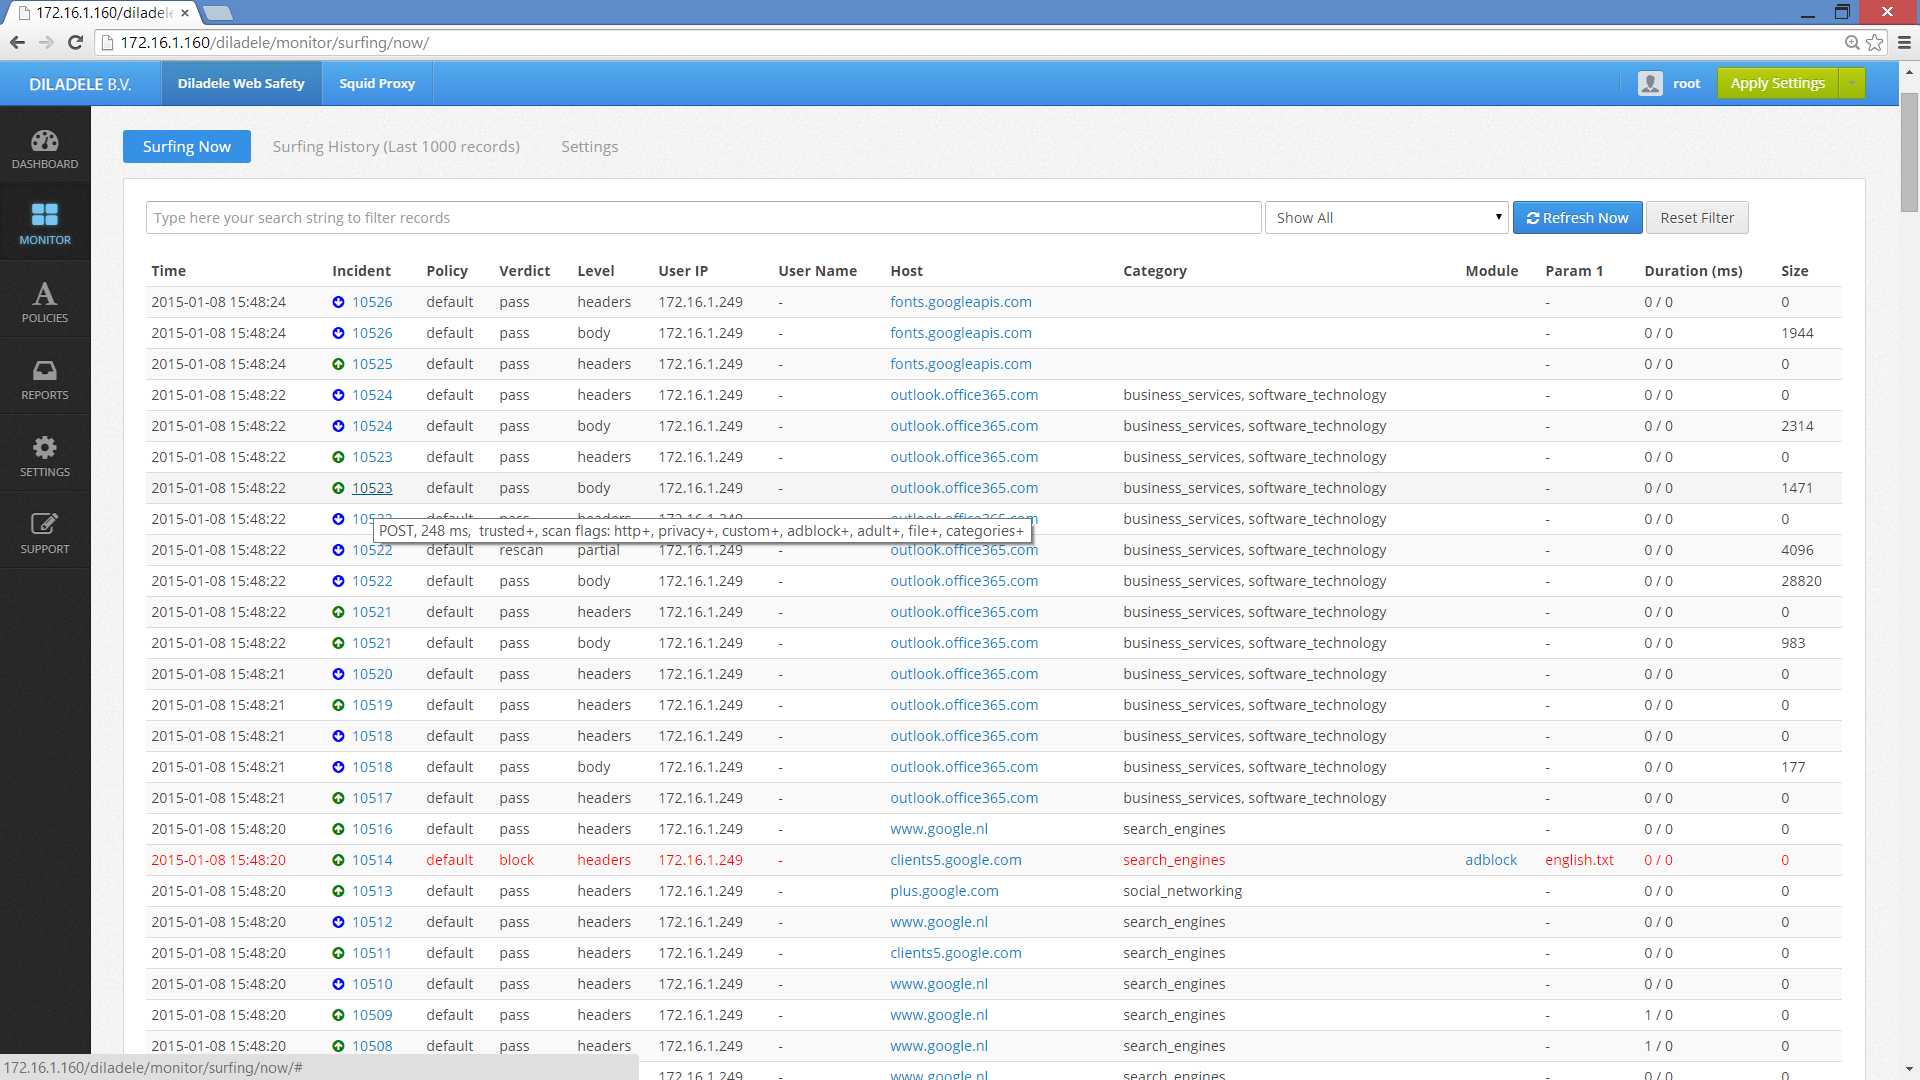 172.16.1.160/diladele
172.16.1.160/diladele/monitor/surfing/now/
DILADELE B.V.
Diladele Web Safety
Squid Proxy
root
Apply Settings
DASHBOARD
MONITOR
POLICIES
REPORTS
SETTINGS
SUPPORT
Surfing Now
Surfing History (Last 1000 records)
Settings
Type here your search string to filter records
Show All
Refresh Now
Reset Filter
Time Incident Policy Verdict Level User IP User Name Host Category Module Param 1 Duration (ms) Size
2015-01-08 15:48:24 10526 default pass headers 172.16.1.249 - fonts.googleapis.com - 0 / 0 0
2015-01-08 15:48:24 10526 default pass body 172.16.1.249 - fonts.googleapis.com - 0 / 0 1944
2015-01-08 15:48:24 10525 default pass headers 172.16.1.249 - fonts.googleapis.com - 0 / 0 0
2015-01-08 15:48:22 10524 default pass headers 172.16.1.249 - outlook.office365.com business_services, software_technology - 0 / 0 0
2015-01-08 15:48:22 10524 default pass body 172.16.1.249 - outlook.office365.com business_services, software_technology - 0 / 0 2314
2015-01-08 15:48:22 10523 default pass headers 172.16.1.249 - outlook.office365.com business_services, software_technology - 0 / 0 0
2015-01-08 15:48:22 10523 default pass body 172.16.1.249 - outlook.office365.com business_services, software_technology - 0 / 0 1471
2015-01-08 15:48:22 business_services, software_technology - 0 / 0 0
POST, 248 ms, trusted+, scan flags: http+, privacy+, custom+, adblock+, adult+, file+, categories+
2015-01-08 15:48:22 10522 default rescan partial 172.16.1.249 - outlook.office365.com business_services, software_technology - 0 / 0 4096
2015-01-08 15:48:22 10522 default pass body 172.16.1.249 - outlook.office365.com business_services, software_technology - 0 / 0 28820
2015-01-08 15:48:22 10521 default pass headers 172.16.1.249 - outlook.office365.com business_services, software_technology - 0 / 0 0
2015-01-08 15:48:22 10521 default pass body 172.16.1.249 - outlook.office365.com business_services, software_technology - 0 / 0 983
2015-01-08 15:48:21 10520 default pass headers 172.16.1.249 - outlook.office365.com business_services, software_technology - 0 / 0 0
2015-01-08 15:48:21 10519 default pass headers 172.16.1.249 - outlook.office365.com business_services, software_technology - 0 / 0 0
2015-01-08 15:48:21 10518 default pass headers 172.16.1.249 - outlook.office365.com business_services, software_technology - 0 / 0 0
2015-01-08 15:48:21 10518 default pass body 172.16.1.249 - outlook.office365.com business_services, software_technology - 0 / 0 177
2015-01-08 15:48:21 10517 default pass headers 172.16.1.249 - outlook.office365.com business_services, software_technology - 0 / 0 0
2015-01-08 15:48:20 10516 default pass headers 172.16.1.249 - www.google.nl search_engines - 0 / 0 0
2015-01-08 15:48:20 10514 default block headers 172.16.1.249 - clients5.google.com search_engines adblock english.txt 0 / 0 0
2015-01-08 15:48:20 10513 default pass headers 172.16.1.249 - plus.google.com social_networking - 0 / 0 0
2015-01-08 15:48:20 10512 default pass headers 172.16.1.249 - www.google.nl search_engines - 0 / 0 0
2015-01-08 15:48:20 10511 default pass headers 172.16.1.249 - clients5.google.com search_engines - 0 / 0 0
2015-01-08 15:48:20 10510 default pass headers 172.16.1.249 - www.google.nl search_engines - 0 / 0 0
2015-01-08 15:48:20 10509 default pass headers 172.16.1.249 - www.google.nl search_engines - 1 / 0 0
2015-01-08 15:48:20 10508 default pass headers 172.16.1.249 - www.google.nl search_engines - 1 / 0 0
172.16.1.249 - www.google.nl search_engines - 0 / 0 0
172.16.1.160/diladele/monitor/surfing/now/#